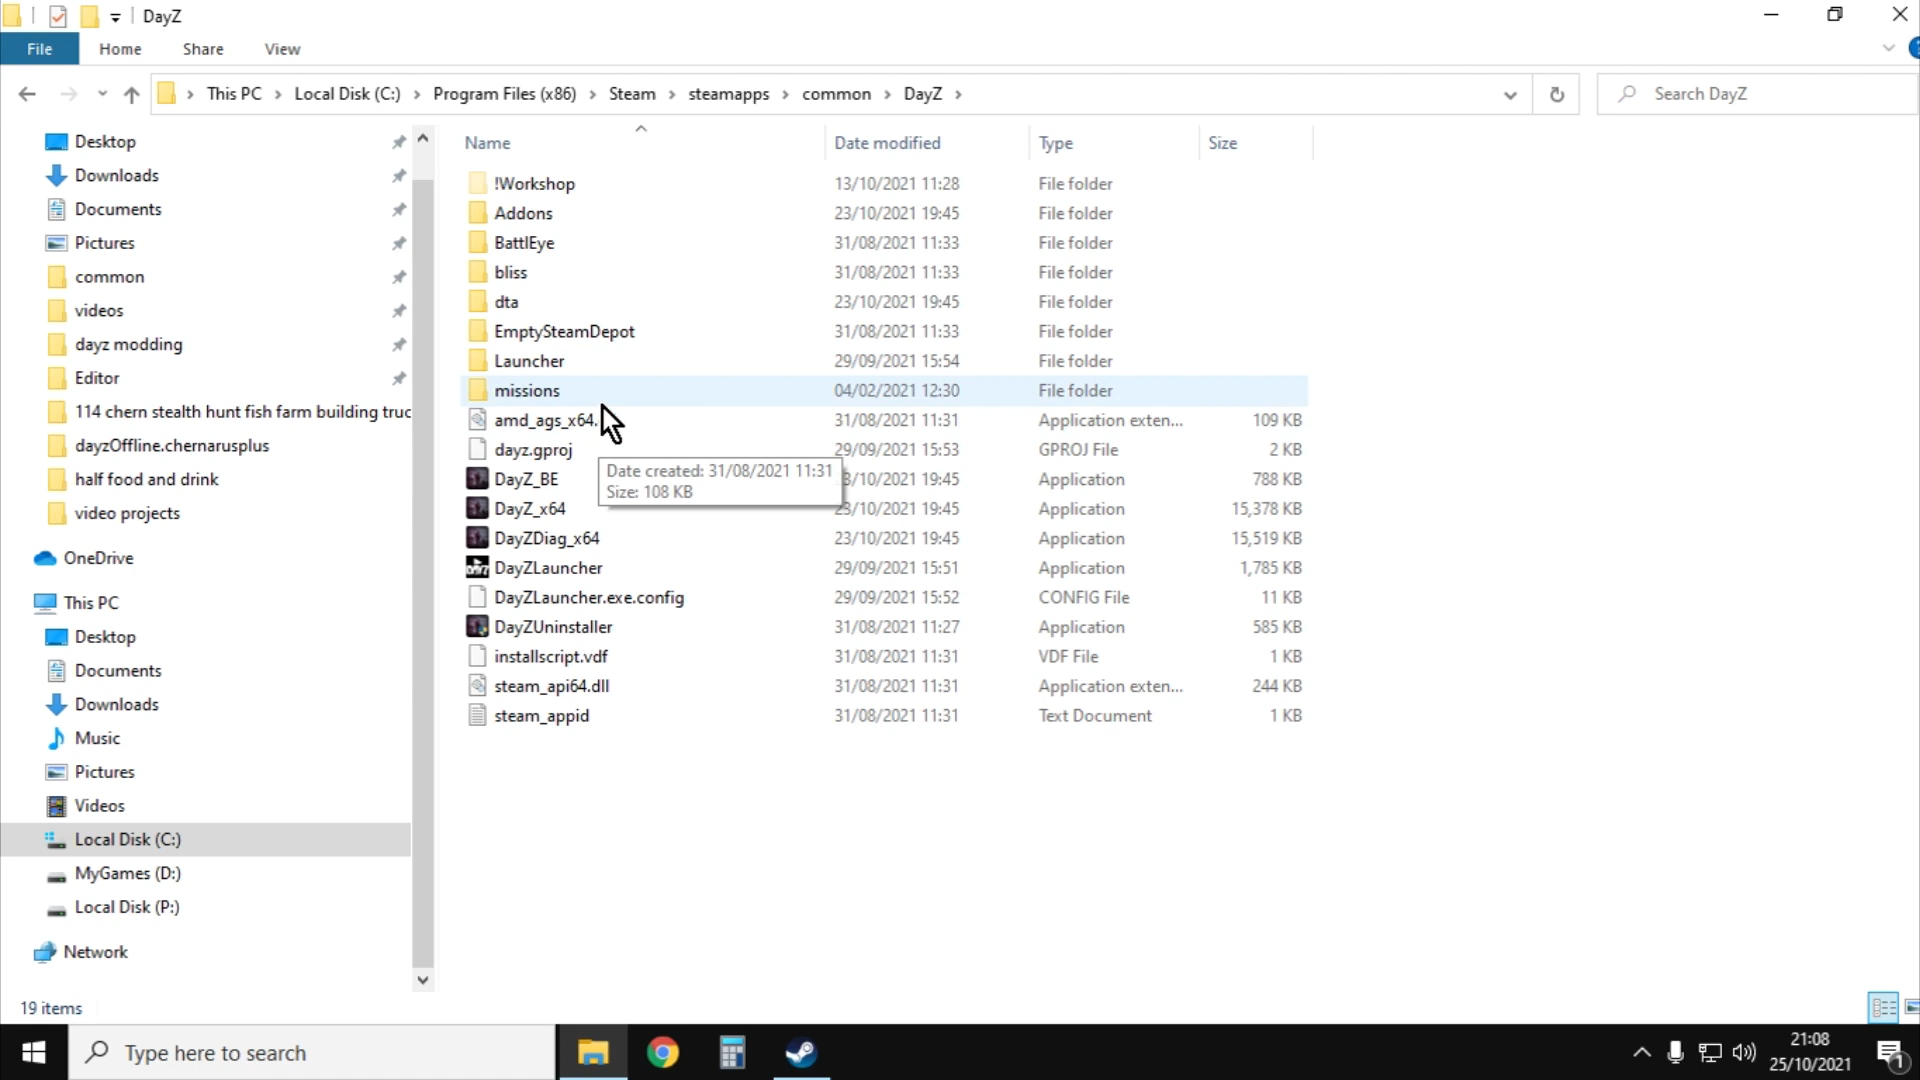 DayZ
File Home Share View
This PC Local Disk (C:) Program Files (x86) Steam steamapps common DayZ Search DayZ
Name Date modified Type Size
Desktop
Downloads
Documents
Pictures
common
videos
dayz modding
Editor
114 chern stealth hunt fish farm building truc
dayzOffline.chernarusplus
half food and drink
video projects
OneDrive
This PC
Desktop
Documents
Downloads
Music
Pictures
Videos
Local Disk (C:)
MyGames (D:)
Local Disk (P:)
Network
!Workshop 13/10/2021 11:28 File folder
Addons 23/10/2021 19:45 File folder
BattlEye 31/08/2021 11:33 File folder
bliss 31/08/2021 11:33 File folder
dta 23/10/2021 19:45 File folder
EmptySteamDepot 31/08/2021 11:33 File folder
Launcher 29/09/2021 15:54 File folder
missions 04/02/2021 12:30 File folder
amd_ags_x64. 31/08/2021 11:31 Application exten... 109 KB
dayz.gproj 29/09/2021 15:53 GPROJ File 2 KB
Date created: 31/08/2021 11:31
Size: 108 KB
DayZ_BE 3/10/2021 19:45 Application 788 KB
DayZ_x64 23/10/2021 19:45 Application 15,378 KB
DayZDiag_x64 23/10/2021 19:45 Application 15,519 KB
DayZLauncher 29/09/2021 15:51 Application 1,785 KB
DayZLauncher.exe.config 29/09/2021 15:52 CONFIG File 11 KB
DayZUninstaller 31/08/2021 11:27 Application 585 KB
installscript.vdf 31/08/2021 11:31 VDF File 1 KB
steam_api64.dll 31/08/2021 11:31 Application exten... 244 KB
steam_appid 31/08/2021 11:31 Text Document 1 KB
19 items
Type here to search
21:08
25/10/2021
1